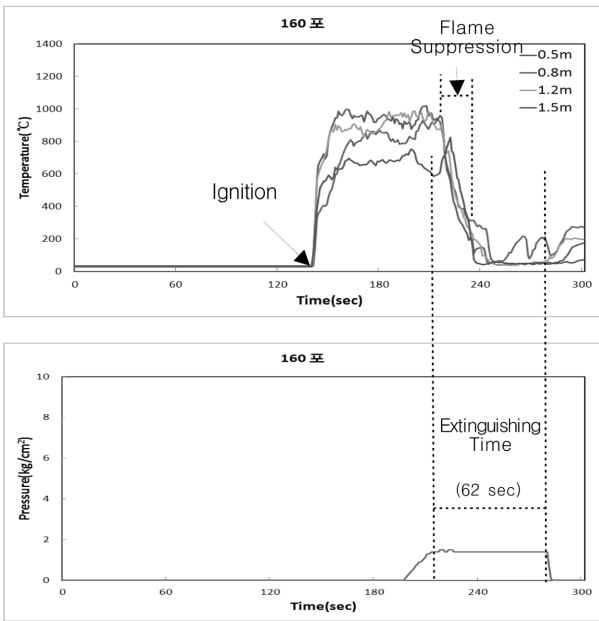 160 포
Flame
Suppression
Ignition
0.5m
0.8m
1.2m
1.5m
Temperature(℃)
1400
1200
1000
800
600
400
200
0
0 60 120 180 240 300
Time(sec)
160 포
Extinguishing
Time
(62 sec)
Pressure(kg/cm²)
10
8
6
4
2
0
0 60 120 180 240 300
Time(sec)